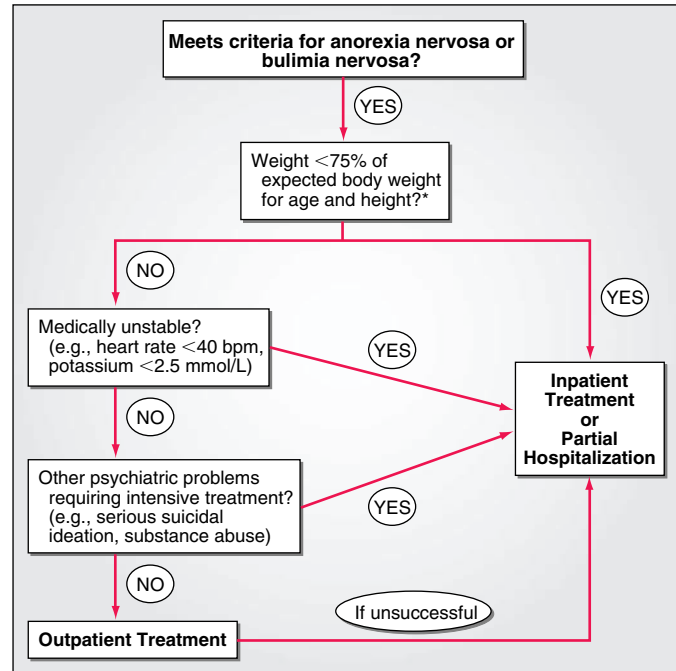 Meets criteria for anorexia nervosa or
bulimia nervosa?
YES
Weight <75% of
expected body weight
for age and height?*
NO
YES
Medically unstable?
(e.g., heart rate <40 bpm,
potassium <2.5 mmol/L)
YES
Inpatient
Treatment
or
Partial
Hospitalization
NO
Other psychiatric problems
requiring intensive treatment?
(e.g., serious suicidal
ideation, substance abuse)
YES
NO
If unsuccessful
Outpatient Treatment